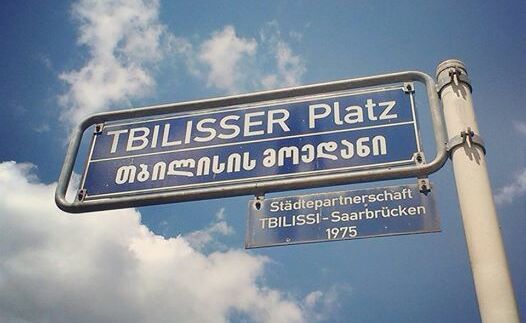 TBILISSER Platz
თბილისის მოედანი
Städtepartnerschaft
TBILISSI-Saarbrücken
1975